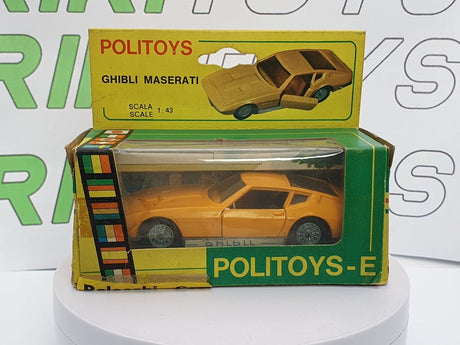 POLITOYS
GHIBLI MASERATI
SCALA
SCALE 1:43
Ghibli
POLITOYS-E